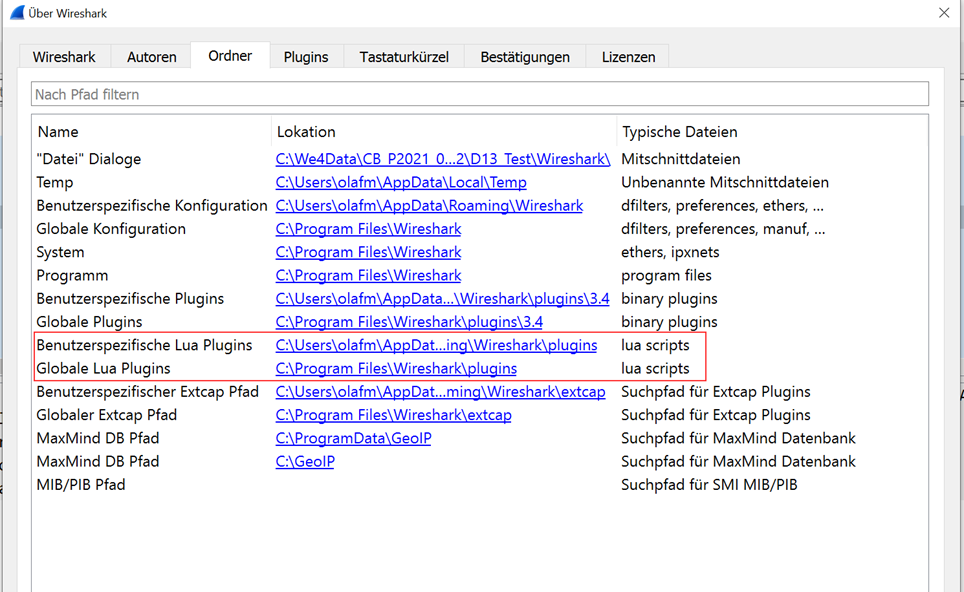 Über Wireshark
Wireshark Autoren Ordner Plugins Tastaturkürzel Bestätigungen Lizenzen
Nach Pfad filtern
Name Lokation Typische Dateien
"Datei" Dialoge C:\We4Data\CB_P2021_0...2\D13_Test\Wireshark\ Mitschnittdateien
Temp C:\Users\olafm\AppData\Local\Temp Unbenannte Mitschnittdateien
Benutzerspezifische Konfiguration C:\Users\olafm\AppData\Roaming\Wireshark dfilters, preferences, ethers, ...
Globale Konfiguration C:\Program Files\Wireshark dfilters, preferences, manuf, ...
System C:\Program Files\Wireshark ethers, ipxnets
Programm C:\Program Files\Wireshark program files
Benutzerspezifische Plugins C:\Users\olafm\AppData...\Wireshark\plugins\3.4 binary plugins
Globale Plugins C:\Program Files\Wireshark\plugins\3.4 binary plugins
Benutzerspezifische Lua Plugins C:\Users\olafm\AppDat...ing\Wireshark\plugins lua scripts
Globale Lua Plugins C:\Program Files\Wireshark\plugins lua scripts
Benutzerspezifischer Extcap Pfad C:\Users\olafm\AppDat...ming\Wireshark\extcap Suchpfad für Extcap Plugins
Globaler Extcap Pfad C:\Program Files\Wireshark\extcap Suchpfad für Extcap Plugins
MaxMind DB Pfad C:\ProgramData\GeoIP Suchpfad für MaxMind Datenbank
MaxMind DB Pfad C:\GeoIP Suchpfad für MaxMind Datenbank
MIB/PIB Pfad Suchpfad für SMI MIB/PIB